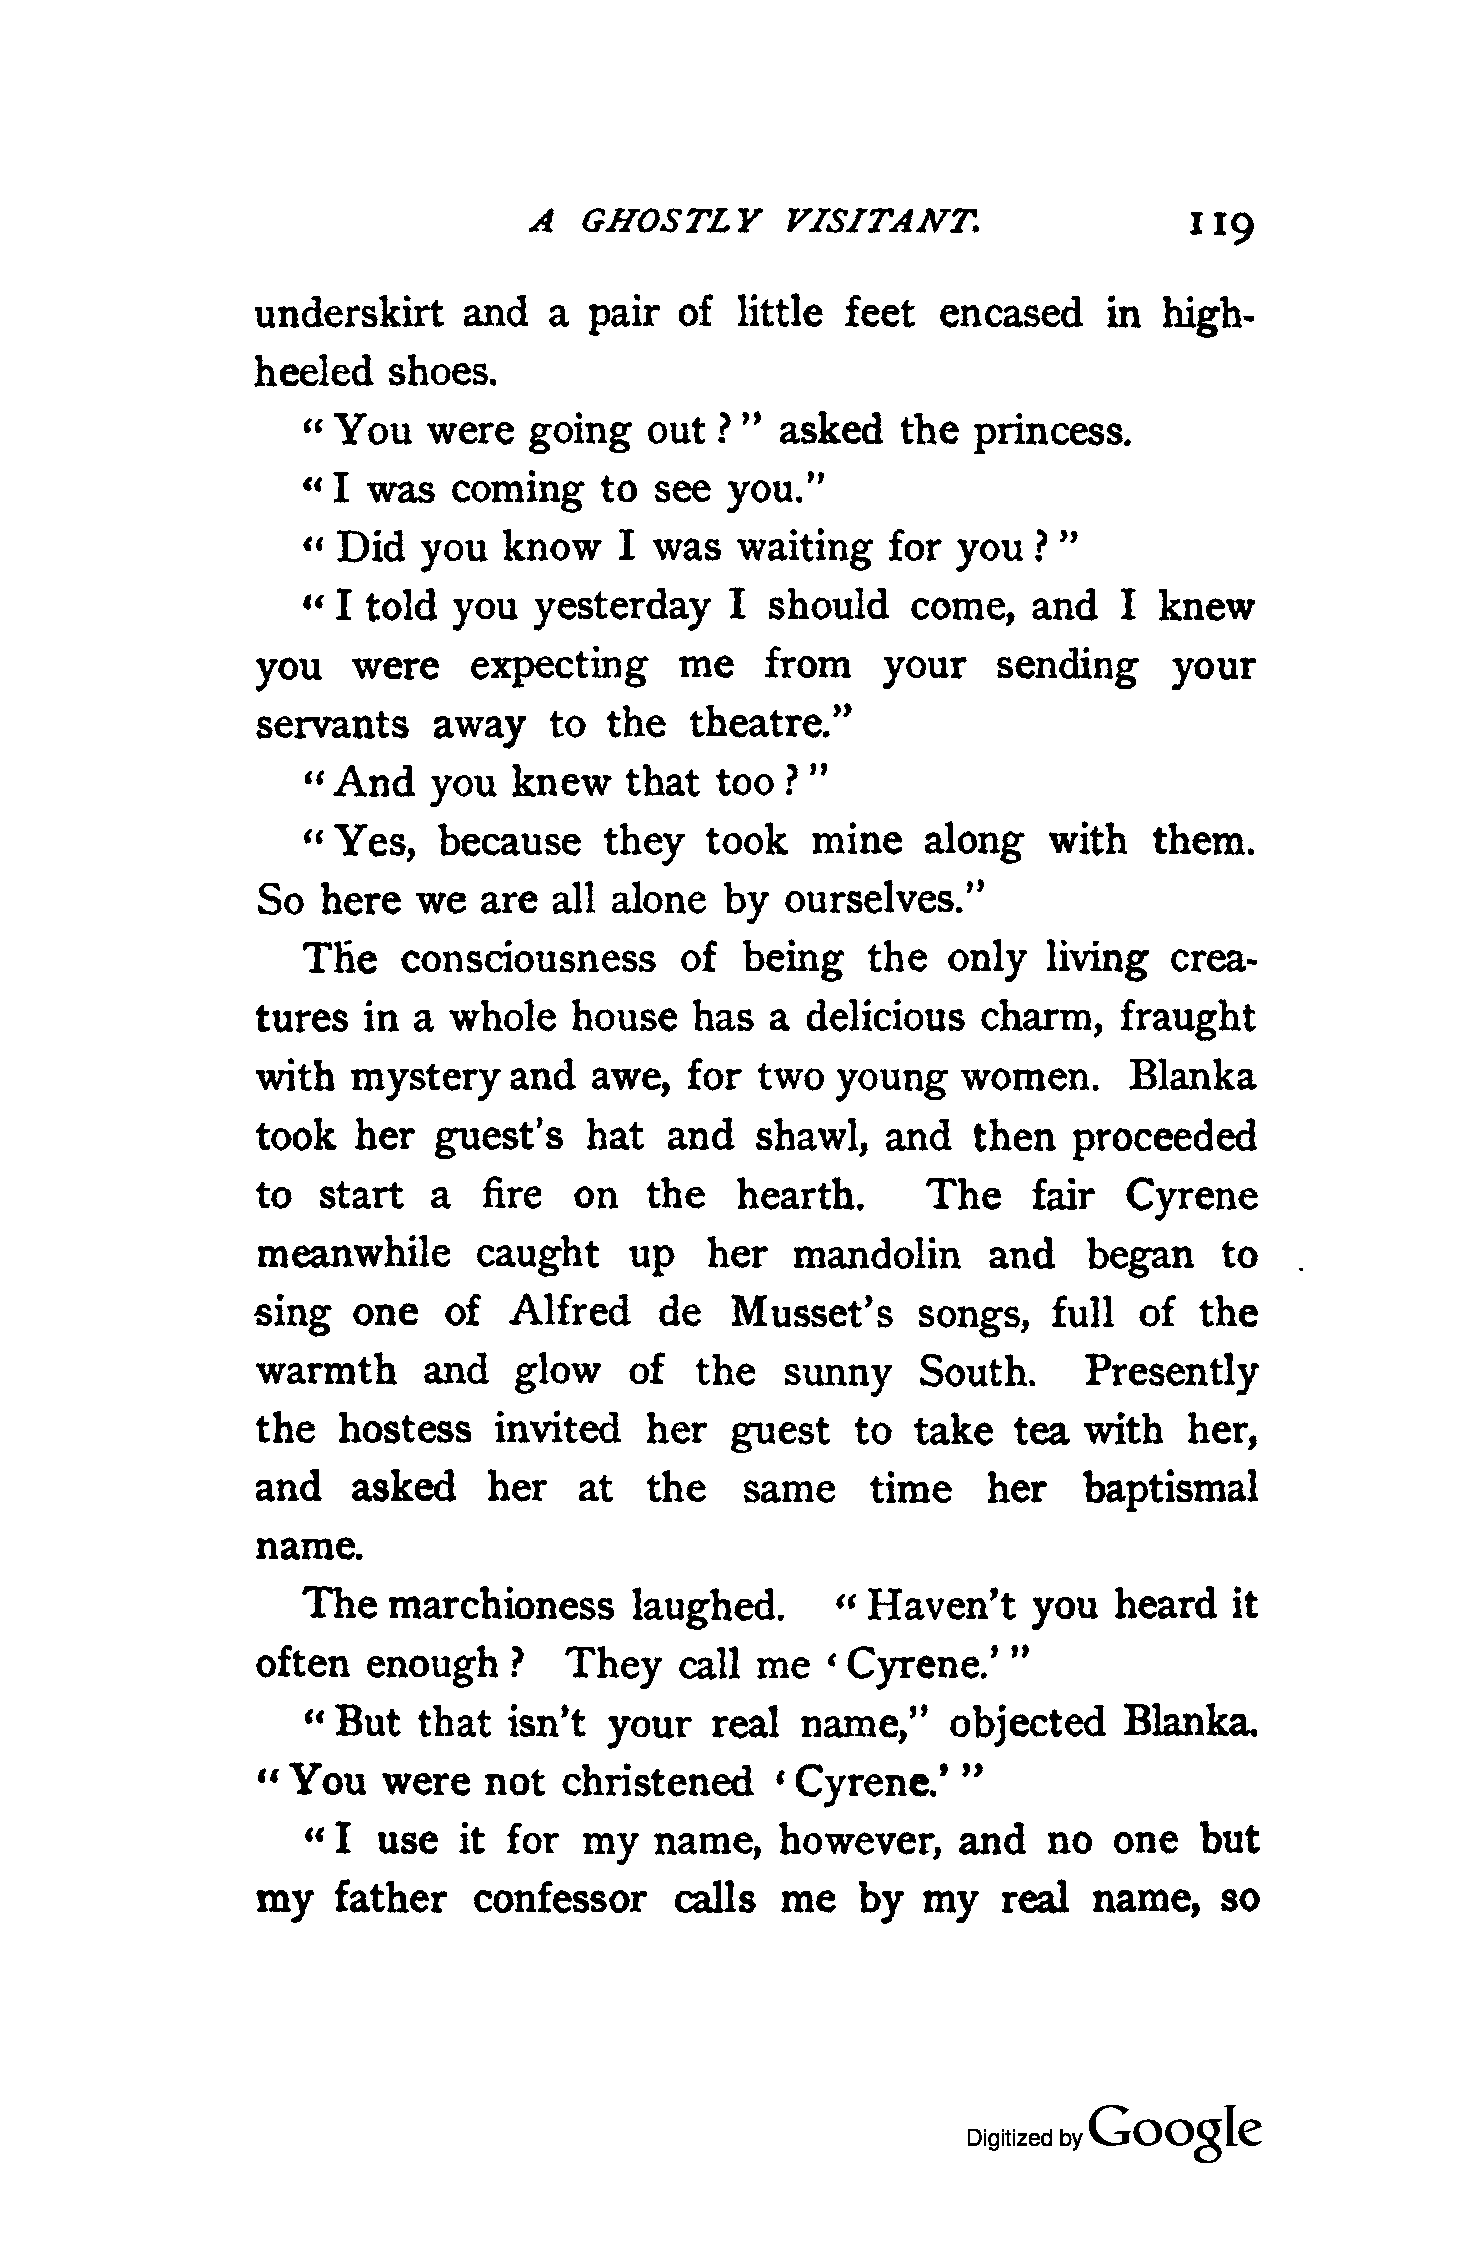 A GHOSTLY VISITANT. 119
underskirt and a pair of little feet encased in high-
heeled shoes.
" You were going out ? " asked the princess.
" I was coming to see you."
" Did you know I was waiting for you ? "
" I told you yesterday I should come, and I knew
you were expecting me from your sending your
servants away to the theatre."
" And you knew that too ? "
" Yes, because they took mine along with them.
So here we are all alone by ourselves."
The consciousness of being the only living crea-
tures in a whole house has a delicious charm, fraught
with mystery and awe, for two young women. Blanka
took her guest's hat and shawl, and then proceeded
to start a fire on the hearth. The fair Cyrene
meanwhile caught up her mandolin and began to
sing one of Alfred de Musset's songs, full of the
warmth and glow of the sunny South. Presently
the hostess invited her guest to take tea with her,
and asked her at the same time her baptismal
name.
The marchioness laughed. " Haven't you heard it
often enough ? They call me ' Cyrene.' "
" But that isn't your real name," objected Blanka.
" You were not christened ' Cyrene.' "
" I use it for my name, however, and no one but
my father confessor calls me by my real name, so
Digitized by Google